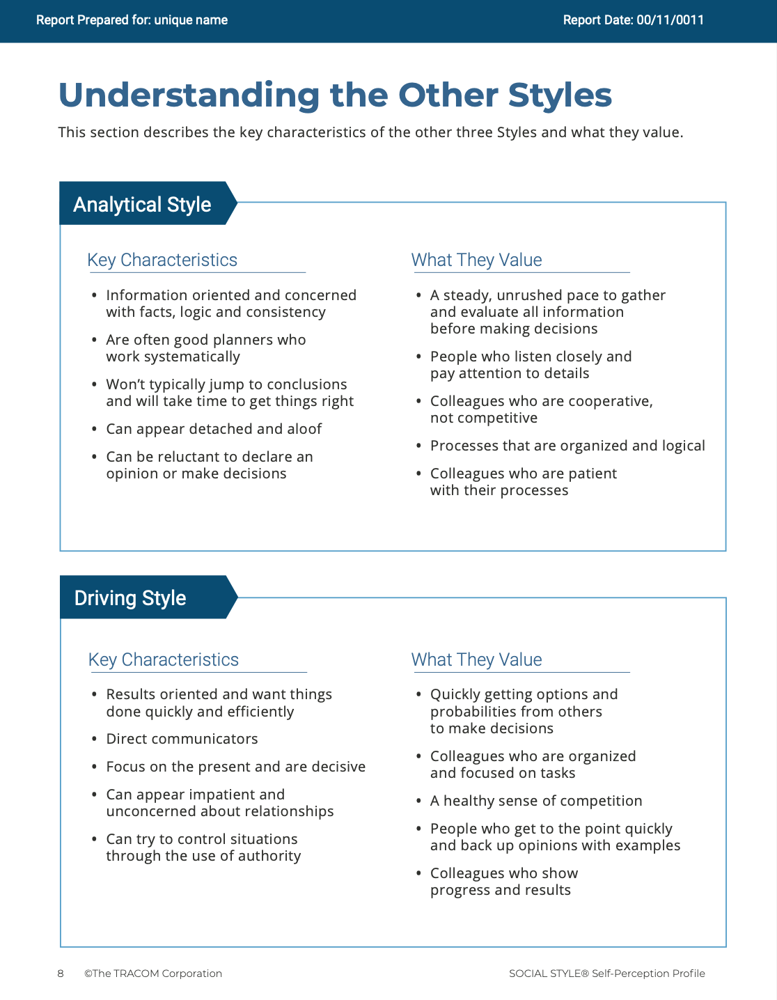 Report Prepared for: unique name
Report Date: 00/11/0011
Understanding the Other Styles
This section describes the key characteristics of the other three Styles and what they value.
Analytical Style
Key Characteristics
• Information oriented and concerned
with facts, logic and consistency
• Are often good planners who
work systematically
• Won’t typically jump to conclusions
and will take time to get things right
• Can appear detached and aloof
• Can be reluctant to declare an
opinion or make decisions
What They Value
• A steady, unrushed pace to gather
and evaluate all information
before making decisions
• People who listen closely and
pay attention to details
• Colleagues who are cooperative,
not competitive
• Processes that are organized and logical
• Colleagues who are patient
with their processes
Driving Style
Key Characteristics
• Results oriented and want things
done quickly and efficiently
• Direct communicators
• Focus on the present and are decisive
• Can appear impatient and
unconcerned about relationships
• Can try to control situations
through the use of authority
What They Value
• Quickly getting options and
probabilities from others
to make decisions
• Colleagues who are organized
and focused on tasks
• A healthy sense of competition
• People who get to the point quickly
and back up opinions with examples
• Colleagues who show
progress and results
8 ©The TRACOM Corporation
SOCIAL STYLE® Self-Perception Profile